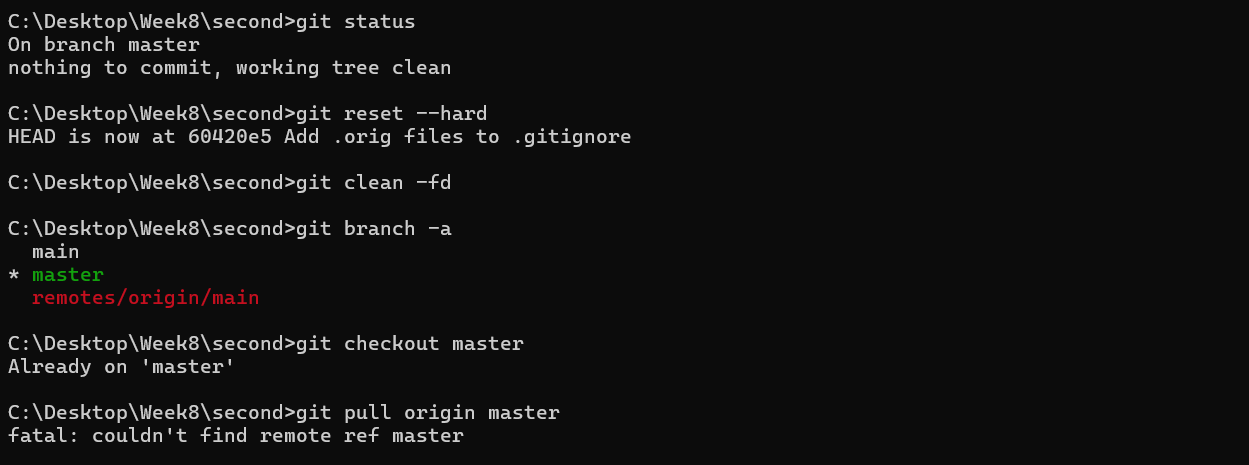 C:\Desktop\Week8\second>git status
On branch master
nothing to commit, working tree clean
C:\Desktop\Week8\second>git reset --hard
HEAD is now at 60420e5 Add .orig files to .gitignore
C:\Desktop\Week8\second>git clean -fd
C:\Desktop\Week8\second>git branch -a
  main
* master
  remotes/origin/main
C:\Desktop\Week8\second>git checkout master
Already on 'master'
C:\Desktop\Week8\second>git pull origin master
fatal: couldn't find remote ref master